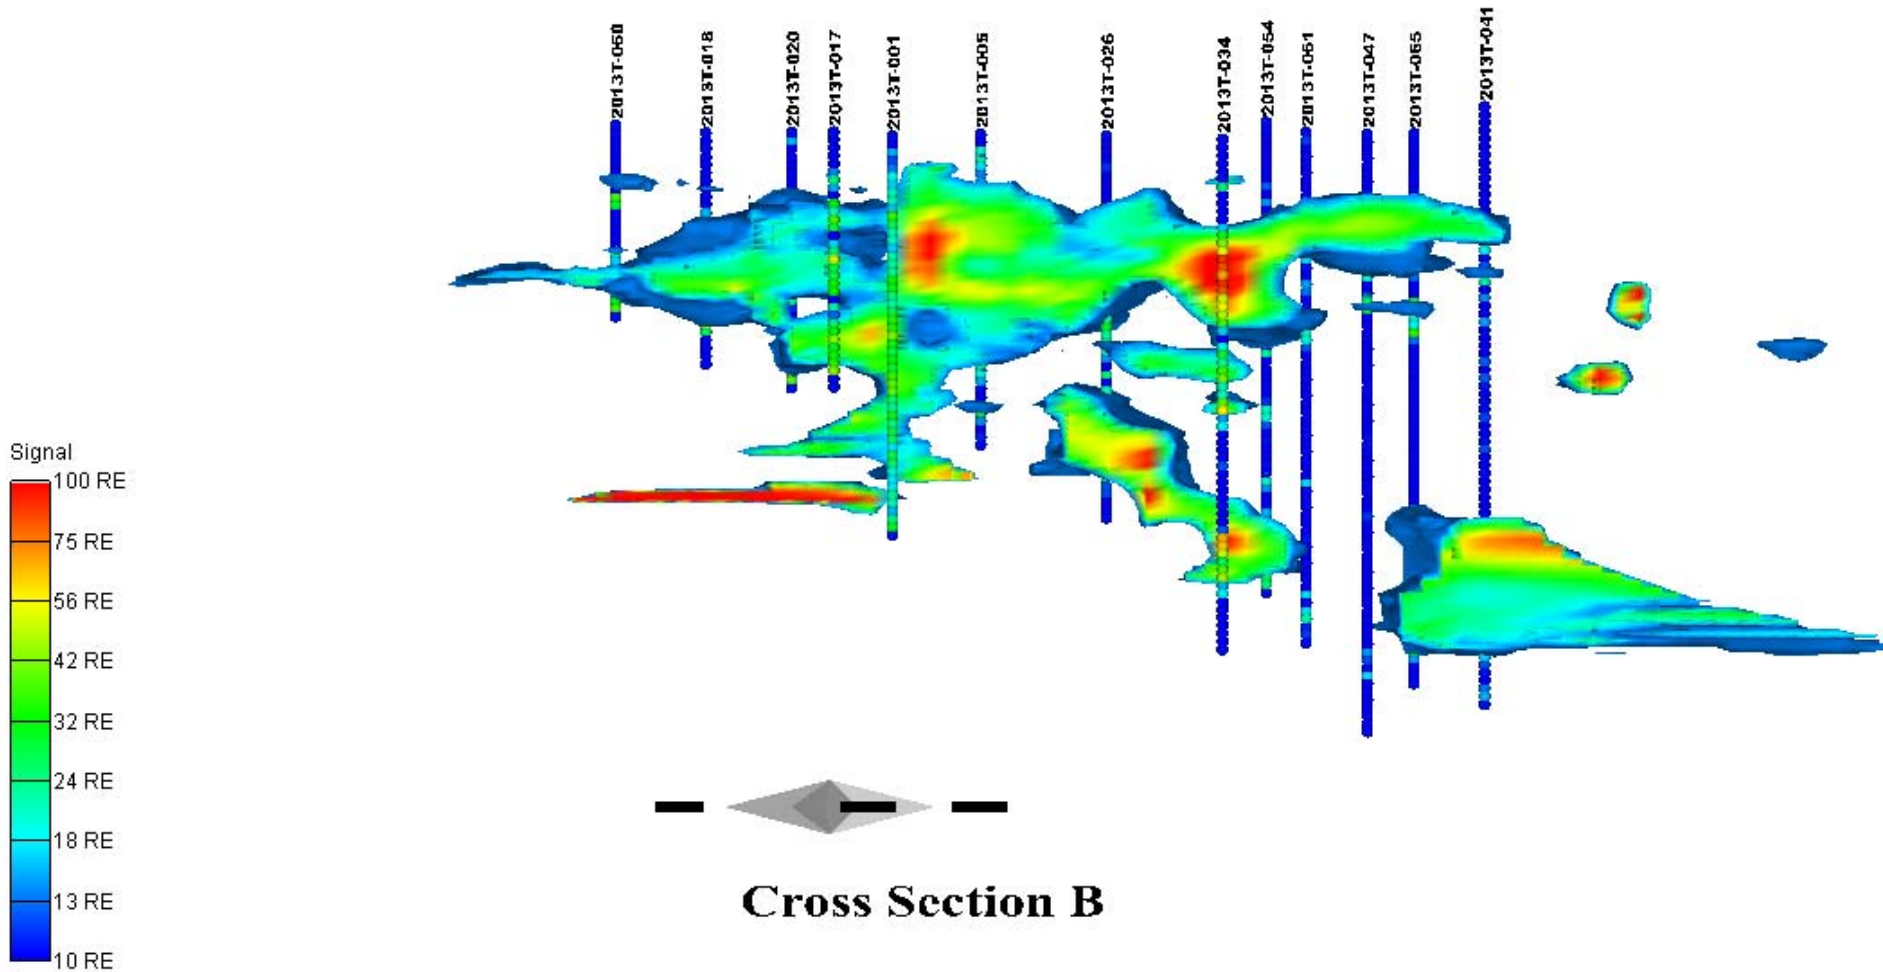 2013T-060
2013T-018
2013T-020
2013T-017
2013T-001
2013T-005
2013T-026
2013T-034
2013T-054
2013T-051
2013T-047
2013T-065
2013T-041
Signal
100 RE
75 RE
56 RE
42 RE
32 RE
24 RE
18 RE
13 RE
10 RE
Cross Section B